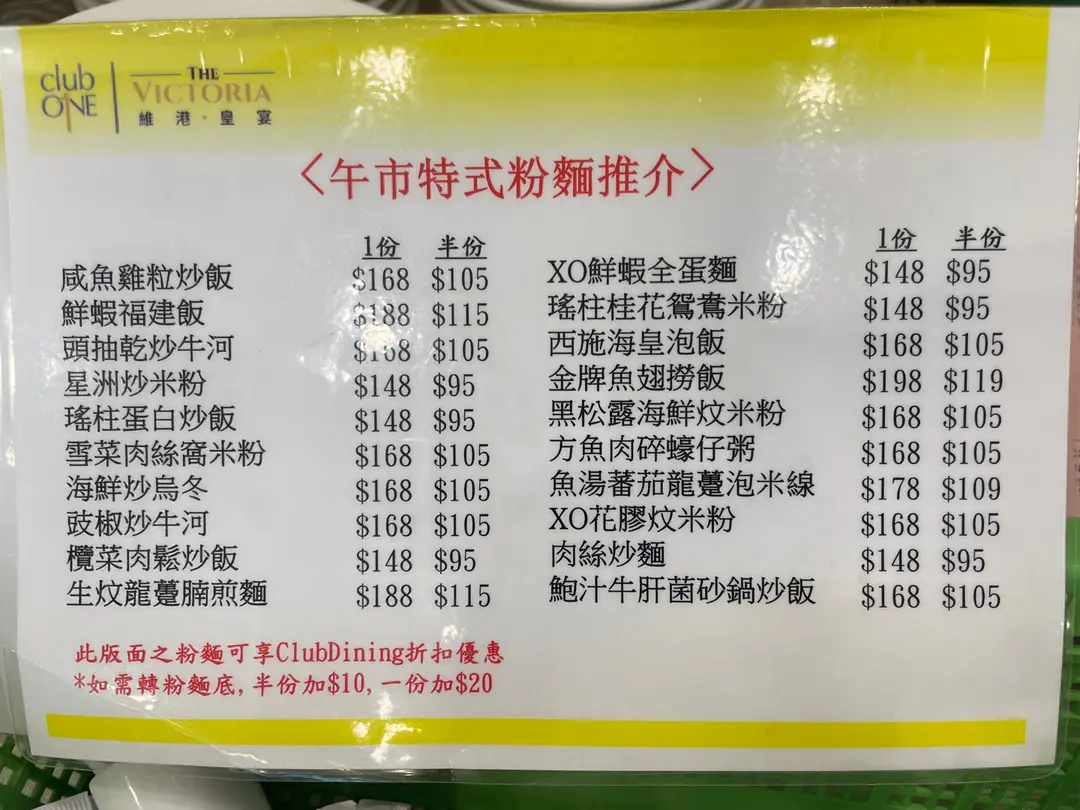 club
ONE
THE
VICTORIA
維港·皇宴
〈午市特式粉麵推介〉
1份 半份
咸魚雞粒炒飯 $168 $105
鮮蝦福建飯 $188 $115
頭抽乾炒牛河 $168 $105
星洲炒米粉 $148 $95
瑤柱蛋白炒飯 $148 $95
雪菜肉絲窩米粉 $168 $105
海鮮炒烏冬 $168 $105
豉椒炒牛河 $168 $105
欖菜肉鬆炒飯 $148 $95
生炆龍躉腩煎麵 $188 $115
1份 半份
XO鮮蝦全蛋麵 $148 $95
瑤柱桂花鴛鴦米粉 $148 $95
西施海皇泡飯 $168 $105
金牌魚翅撈飯 $198 $119
黑松露海鮮炆米粉 $168 $105
方魚肉碎蠔仔粥 $168 $105
魚湯蕃茄龍躉泡米線 $178 $109
XO花膠炆米粉 $168 $105
肉絲炒麵 $148 $95
鮑汁牛肝菌砂鍋炒飯 $168 $105
此版面之粉麵可享ClubDining折扣優惠
*如需轉粉麵底,半份加$10,一份加$20